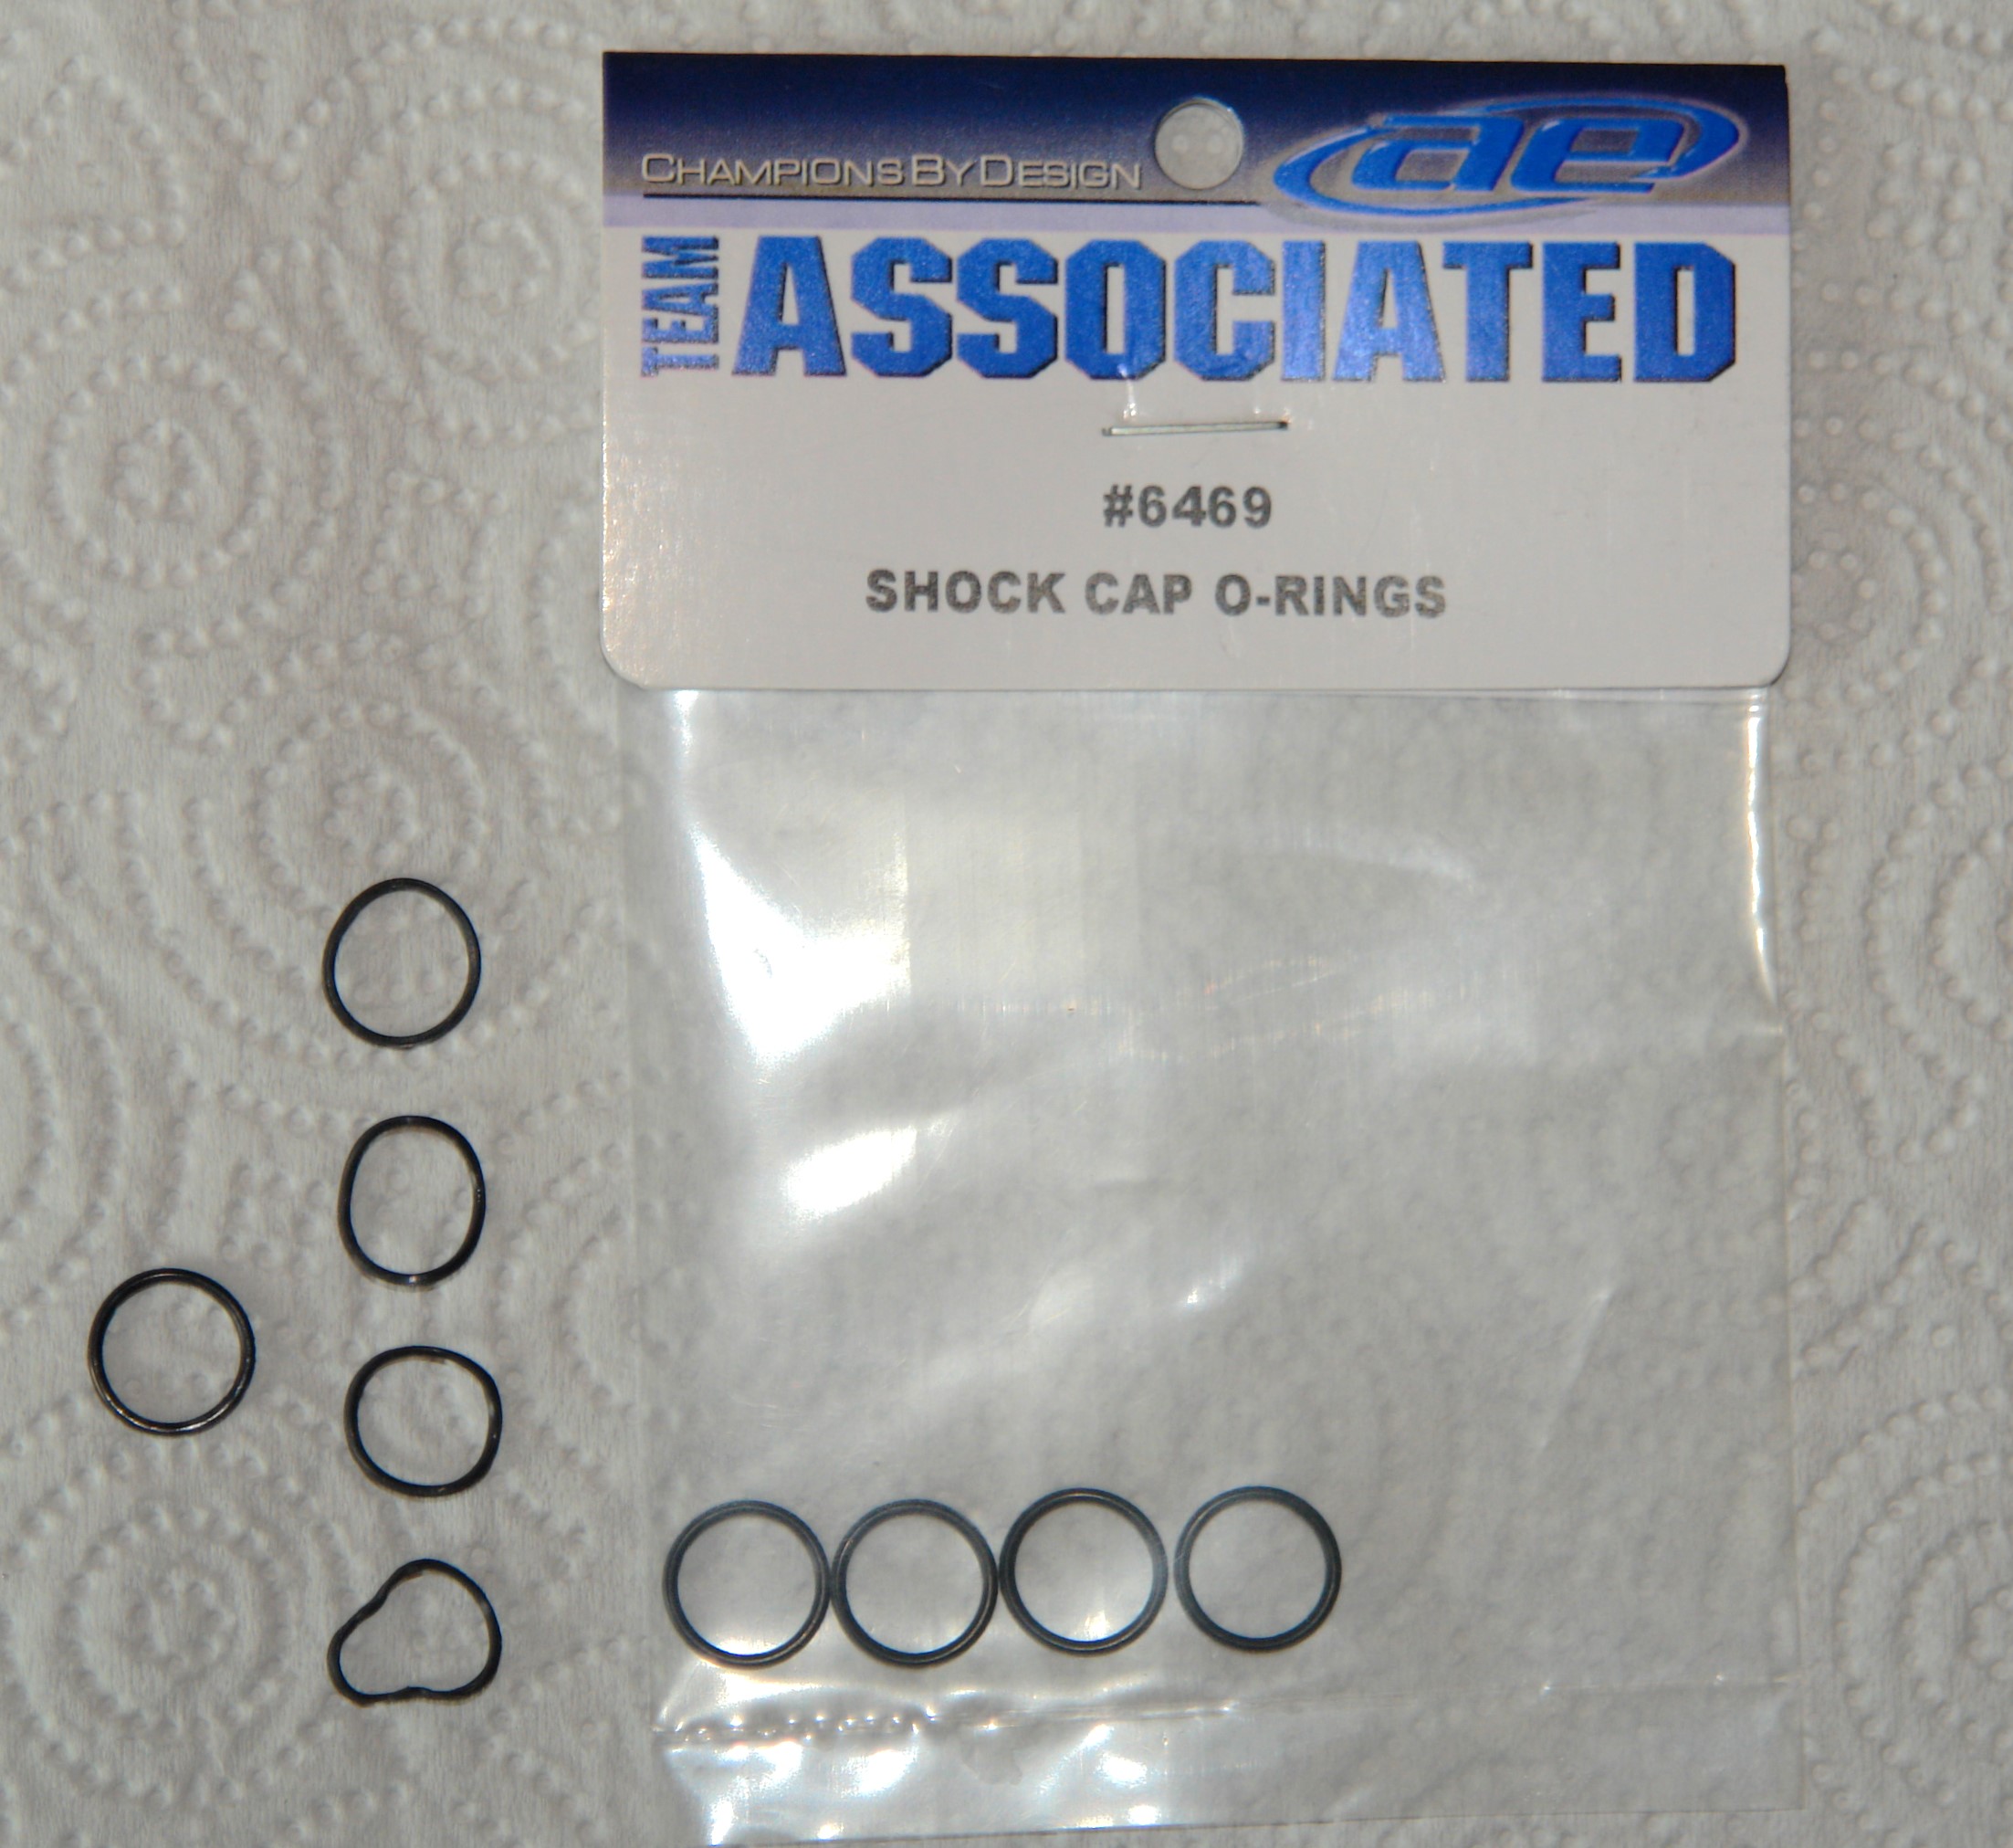 CHAMPIONS BY DESIGN
ae
TEAM ASSOCIATED
#6469
SHOCK CAP O-RINGS